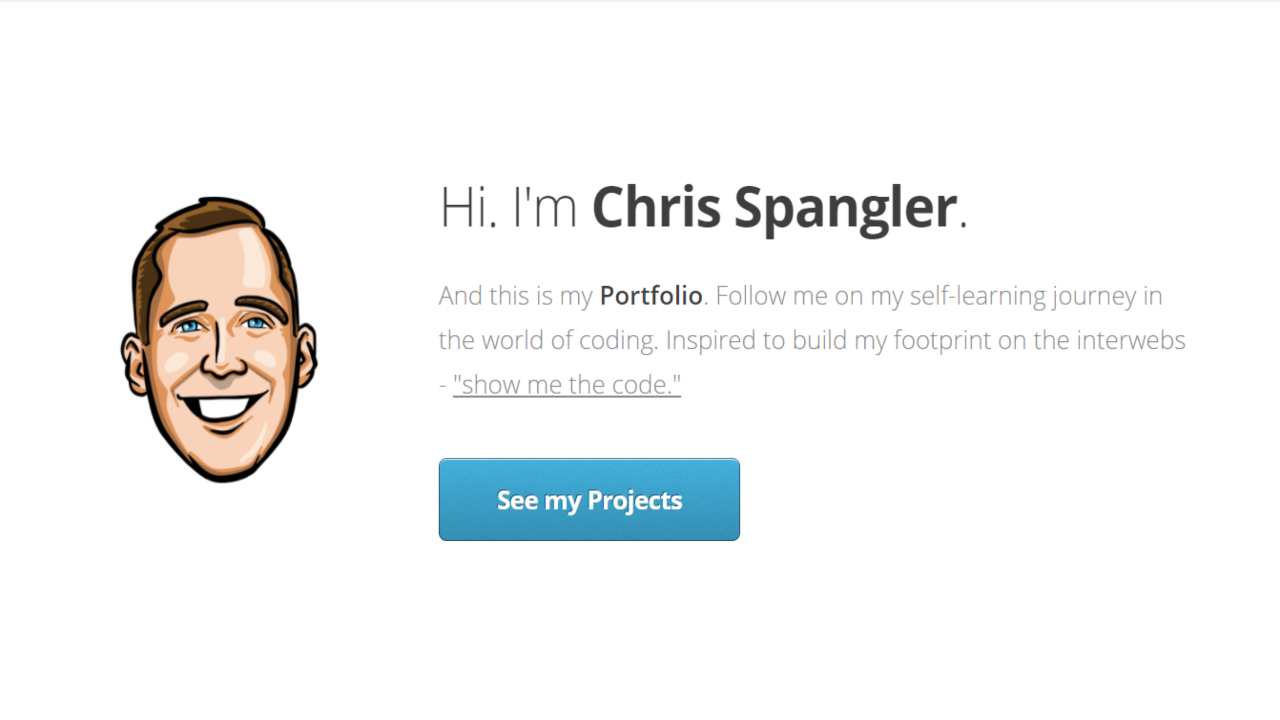 Hi. I'm Chris Spangler.
And this is my Portfolio. Follow me on my self-learning journey in
the world of coding. Inspired to build my footprint on the interwebs
- "show me the code."
See my Projects